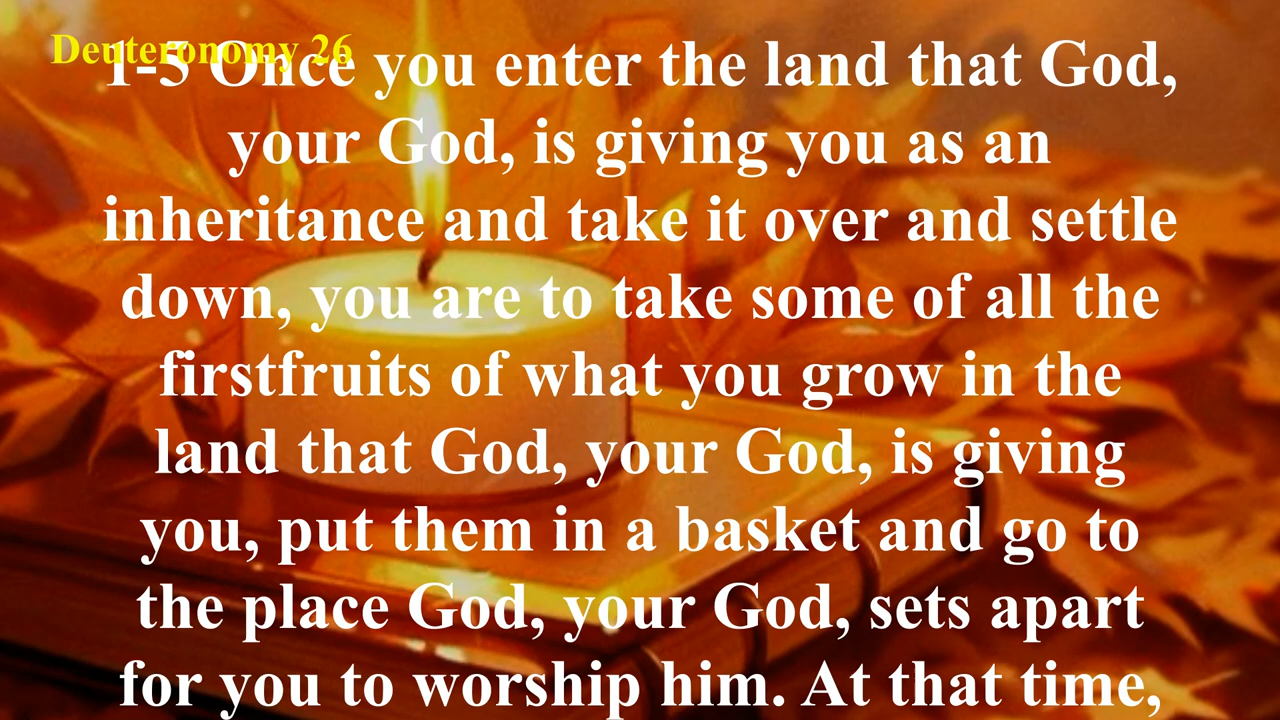 Deuteronomy 26
1-5 Once you enter the land that God,
your God, is giving you as an
inheritance and take it over and settle
down, you are to take some of all the
firstfruits of what you grow in the
land that God, your God, is giving
you, put them in a basket and go to
the place God, your God, sets apart
for you to worship him. At that time,